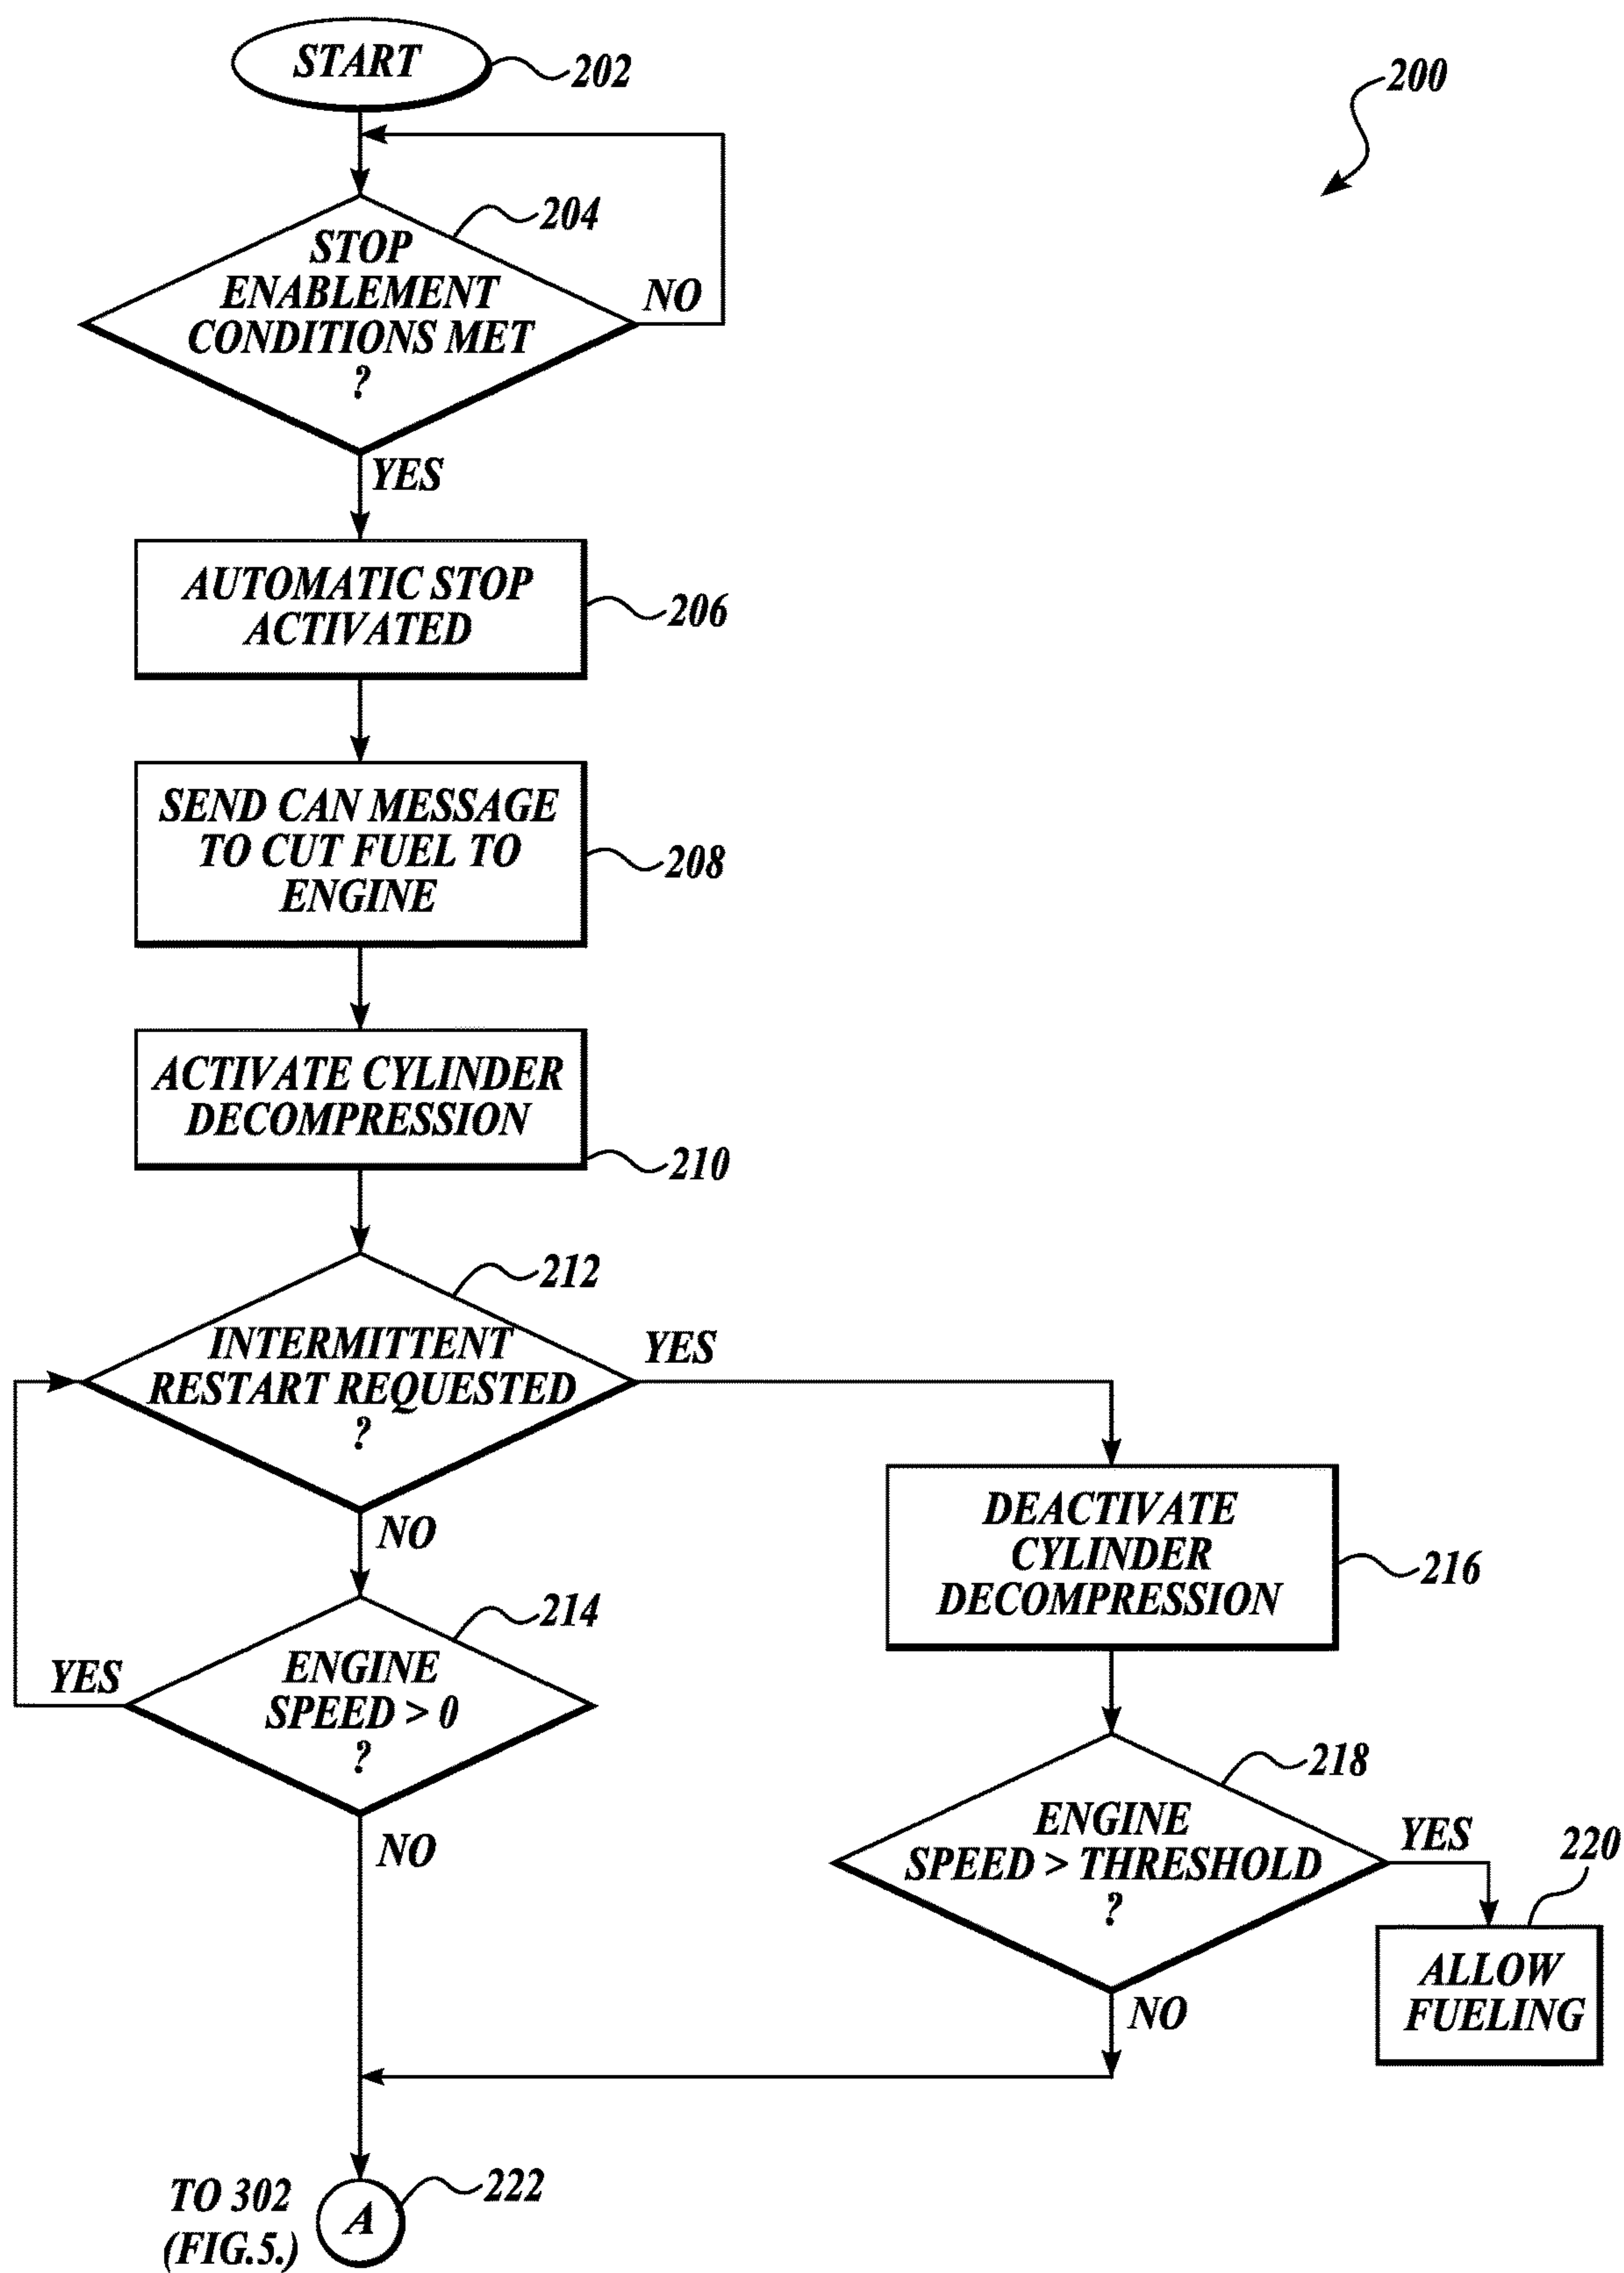 START
202
200
204
STOP
ENABLEMENT
CONDITIONS MET
?
NO
YES
AUTOMATIC STOP
ACTIVATED
206
SEND CAN MESSAGE
TO CUT FUEL TO
ENGINE
208
ACTIVATE CYLINDER
DECOMPRESSION
210
212
INTERMITTENT
RESTART REQUESTED
?
YES
NO
DEACTIVATE
CYLINDER
DECOMPRESSION
216
214
ENGINE
SPEED > 0
?
YES
NO
218
ENGINE
SPEED > THRESHOLD
?
YES
220
ALLOW
FUELING
NO
TO 302
(FIG.5.)
A
222